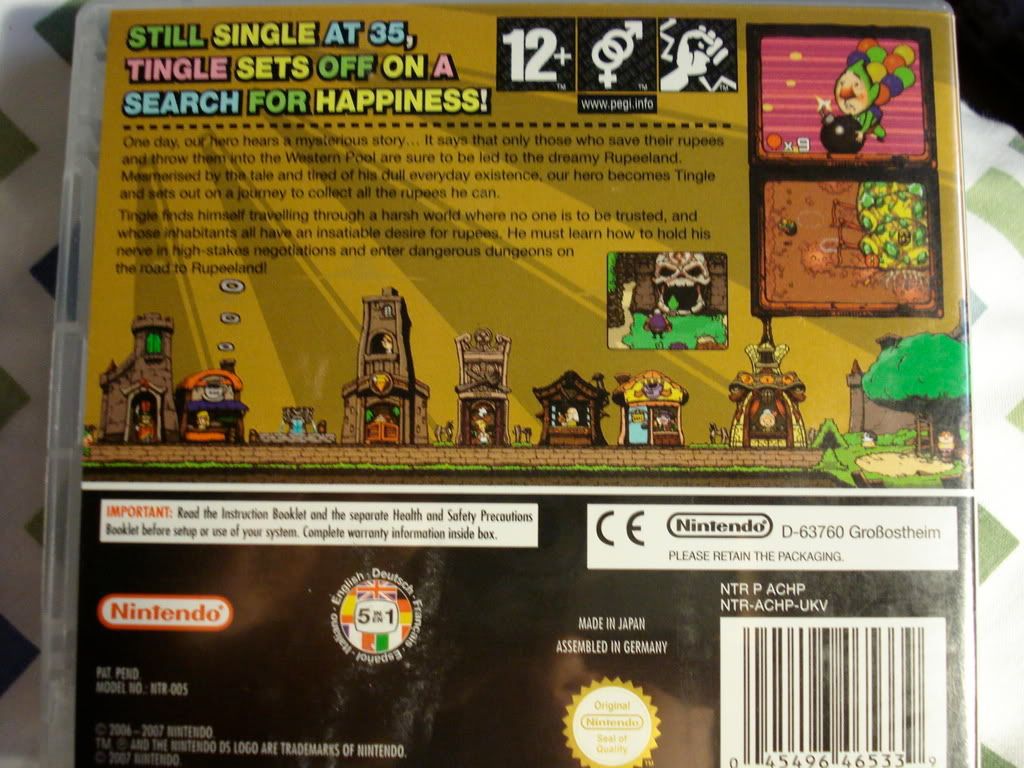 STILL SINGLE AT 35,
TINGLE SETS OFF ON A
SEARCH FOR HAPPINESS!
12+
TM
TM
TM
www.pegi.info
x9
One day, our hero hears a mysterious story... It says that only those who save their rupees
and throw them into the Western Pool are sure to be led to the dreamy Rupeeland.
Mesmerised by the tale and tired of his dull everyday existence, our hero becomes Tingle
and sets out on a journey to collect all the rupees he can.
Tingle finds himself travelling through a harsh world where no one is to be trusted, and
whose inhabitants all have an insatiable desire for rupees. He must learn how to hold his
nerve in high-stakes negotiations and enter dangerous dungeons on
the road to Rupeeland!
IMPORTANT: Read the Instruction Booklet and the separate Health and Safety Precautions
Booklet before setup or use of your system. Complete warranty information inside box.
CE Nintendo® D-63760 Großostheim
PLEASE RETAIN THE PACKAGING.
Nintendo®
English · Deutsch · Français · Español · Italiano
5 IN 1
EN
NTR P ACHP
NTR-ACHP-UKV
MADE IN JAPAN
ASSEMBLED IN GERMANY
PAT. PEND.
MODEL NO.: NTR-005
© 2006 - 2007 NINTENDO.
TM, ® AND THE NINTENDO DS LOGO ARE TRADEMARKS OF NINTENDO.
© 2007 NINTENDO.
Original
Nintendo
Seal of
Quality
TM
0 45496 46533 9